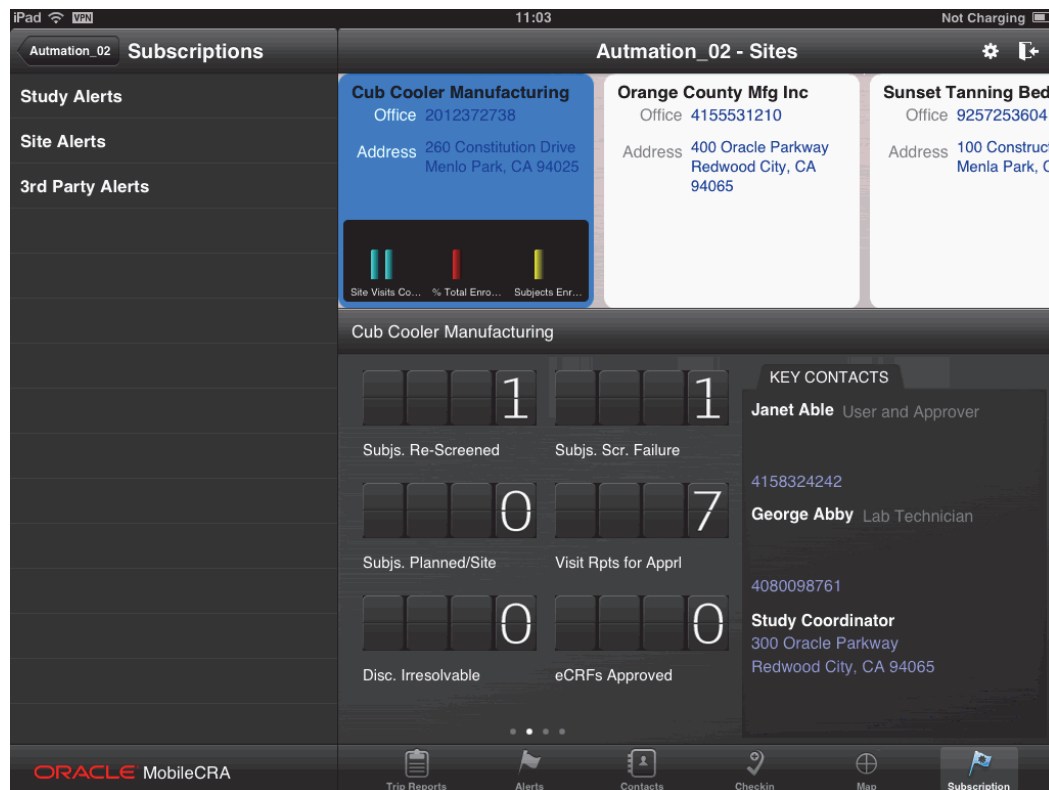 iPad VPN 11:03 Not Charging
Autmation_02 Subscriptions
Autmation_02 - Sites
Study Alerts
Site Alerts
3rd Party Alerts
Cub Cooler Manufacturing
Office 2012372738
Address 260 Constitution Drive
Menlo Park, CA 94025
Site Visits Co... % Total Enro... Subjects Enr...
Orange County Mfg Inc
Office 4155531210
Address 400 Oracle Parkway
Redwood City, CA
94065
Sunset Tanning Bed
Office 9257253604
Address 100 Construct
Menla Park, C
Cub Cooler Manufacturing
1 1
Subjs. Re-Screened Subjs. Scr. Failure
0 7
Subjs. Planned/Site Visit Rpts for Apprl
0 0
Disc. Irresolvable eCRFs Approved
KEY CONTACTS
Janet Able User and Approver
4158324242
George Abby Lab Technician
4080098761
Study Coordinator
300 Oracle Parkway
Redwood City, CA 94065
ORACLE MobileCRA
Trip Reports Alerts Contacts Checkin Map Subscription